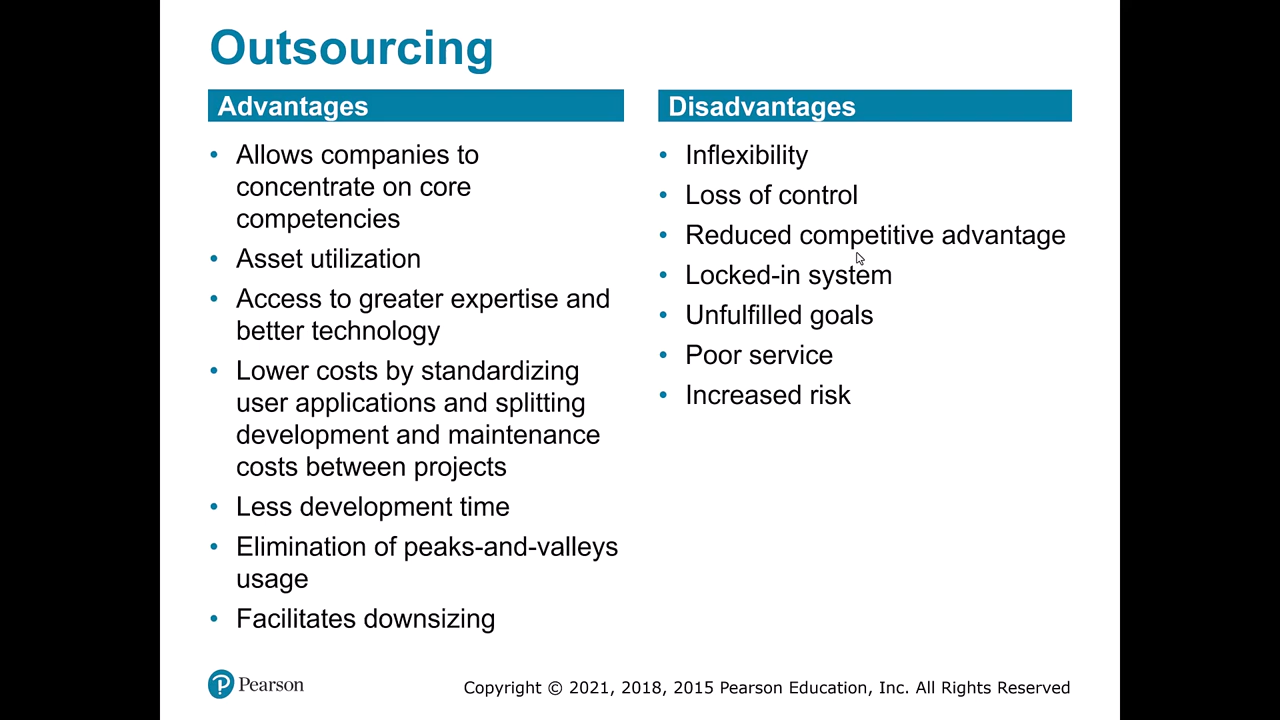 Outsourcing
Advantages
• Allows companies to
concentrate on core
competencies
• Asset utilization
• Access to greater expertise and
better technology
• Lower costs by standardizing
user applications and splitting
development and maintenance
costs between projects
• Less development time
• Elimination of peaks-and-valleys
usage
• Facilitates downsizing
Disadvantages
• Inflexibility
• Loss of control
• Reduced competitive advantage
• Locked-in system
• Unfulfilled goals
• Poor service
• Increased risk
Pearson
Copyright © 2021, 2018, 2015 Pearson Education, Inc. All Rights Reserved